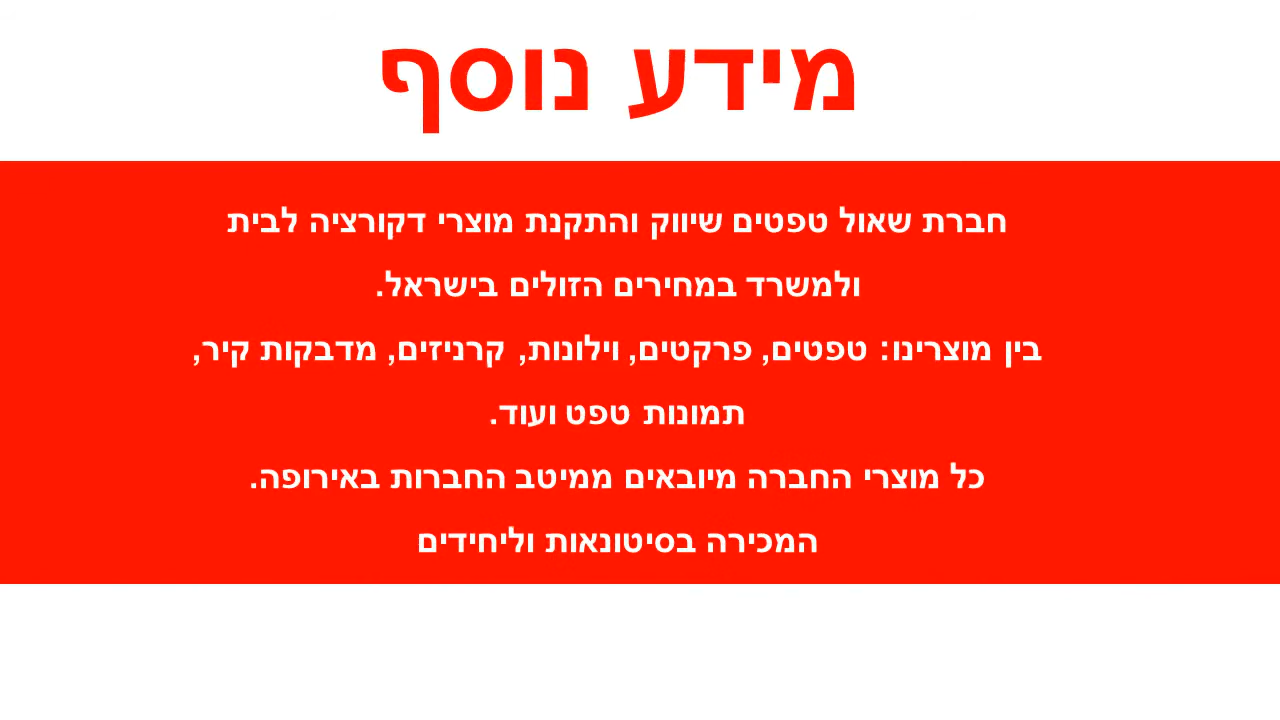 מידע נוסף
חברת שאול טפטים שיווק והתקנת מוצרי דקורציה לבית
ולמשרד במחירים הזולים בישראל.
בין מוצרינו: טפטים, פרקטים, וילונות, קרניזים, מדבקות קיר,
תמונות טפט ועוד.
כל מוצרי החברה מיובאים ממיטב החברות באירופה.
המכירה בסיטונאות וליחידים